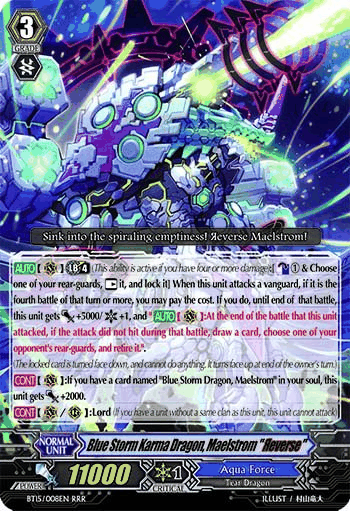 3
GRADE
Sink into the spiraling emptiness! Reverse Maelstrom!
AUTO [ ] LB 4 (This ability is active if you have four or more damage):[ 1 & Choose
one of your rear-guards, it, and lock it] When this unit attacks a vanguard, if it is the
fourth battle of that turn or more, you may pay the cost. If you do, until end of that battle,
this unit gets +5000/ +1, and " AUTO [ ]:At the end of the battle that this unit
attacked, if the attack did not hit during that battle, draw a card, choose one of your
opponent's rear-guards, and retire it.".
(The locked card is turned face down, and cannot do anything. It turns face up at end of the owner's turn.)
CONT [ ]:If you have a card named "Blue Storm Dragon, Maelstrom" in your soul, this
unit gets +2000.
CONT [ / ]:Lord (If you have a unit without a same clan as this unit, this unit cannot attack)
NORMAL UNIT
Blue Storm Karma Dragon, Maelstrom "Яeverse"
POWER 11000
1
CRITICAL
Aqua Force
Tear Dragon
BT15/008EN RRR
ILLUST / 村山竜大